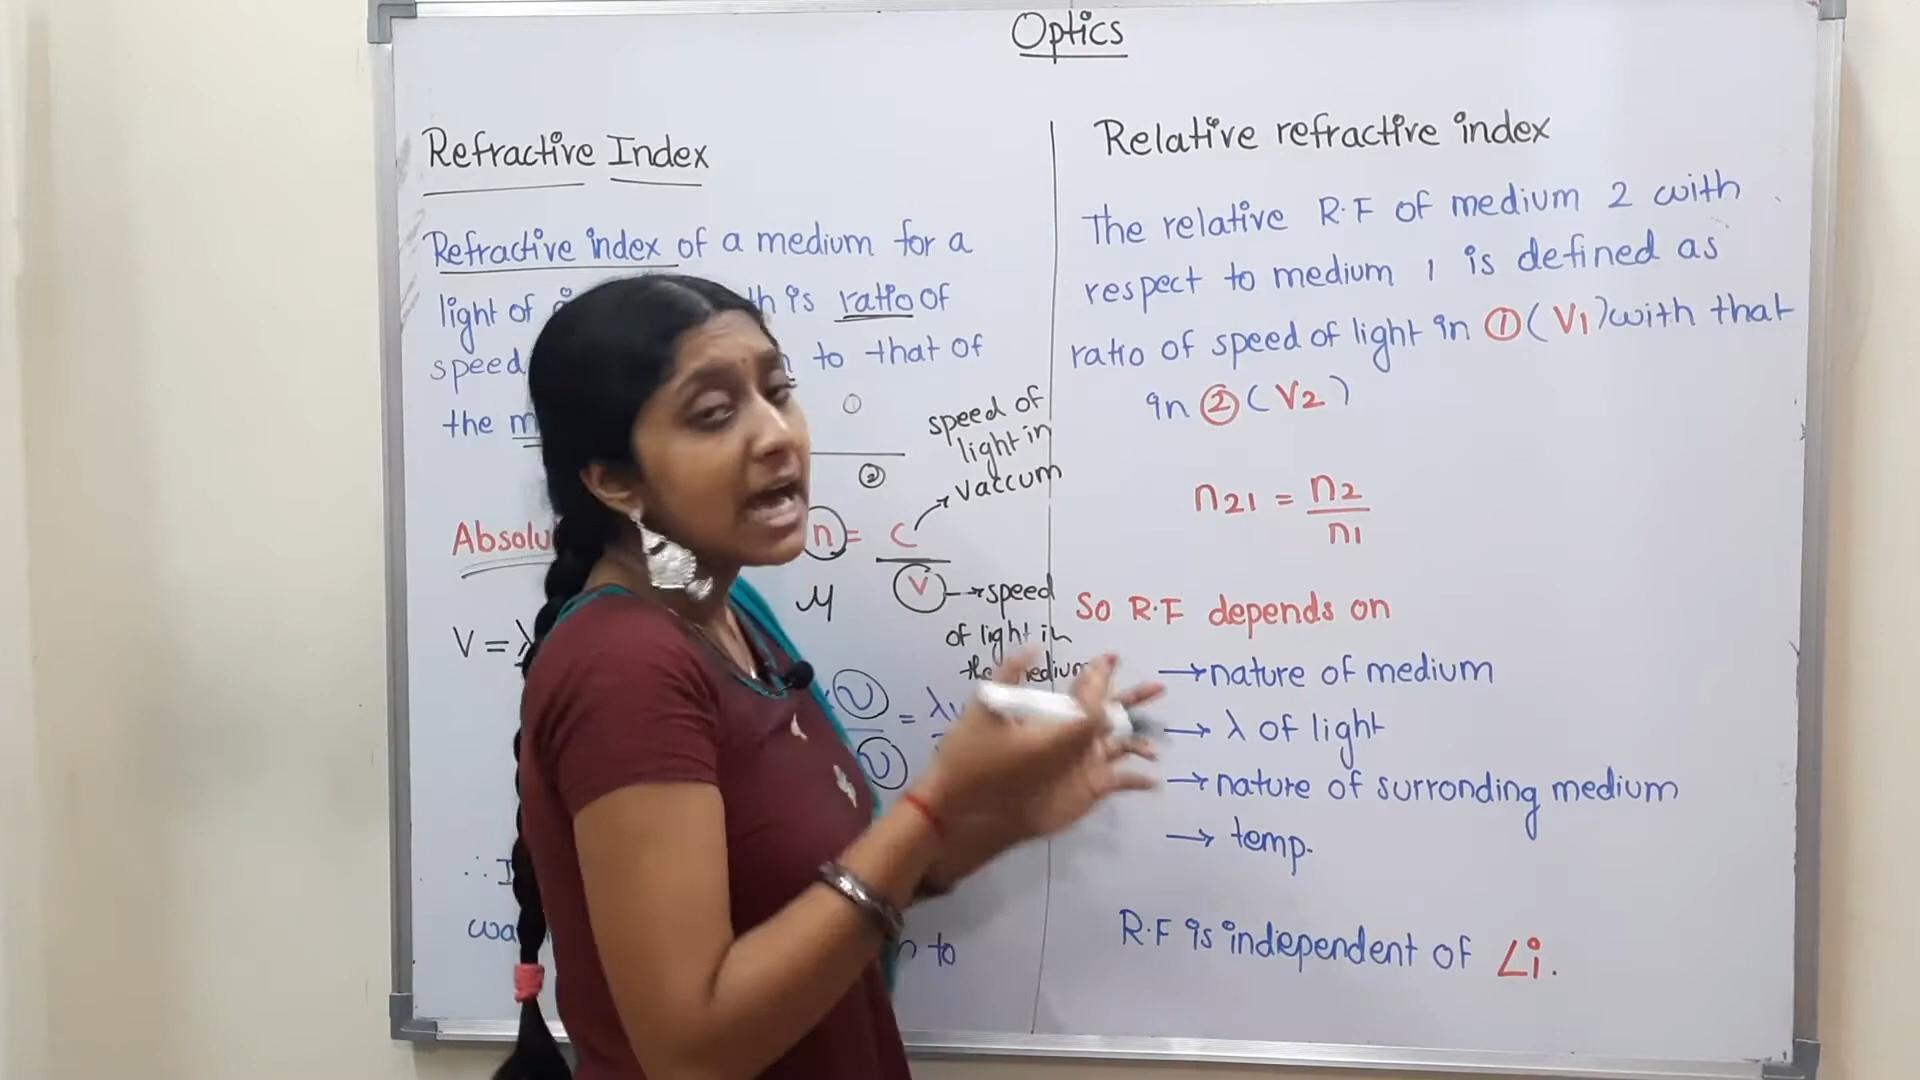 Optics
Refractive Index
Refractive index of a medium for a
light of is ratio of
speed to that of
the
①
②
speed of
light in
vaccum
Absolu n = c
μ v → speed
of light in
the medium
V = λ
= λv
to
Relative refractive index
The relative R.F of medium 2 with
respect to medium 1 is defined as
ratio of speed of light in ① (V1) with that
in ② (V2)
n21 = n2
n1
So R.F depends on
→ nature of medium
→ λ of light
→ nature of surronding medium
→ temp.
R.F is independent of ∠i.